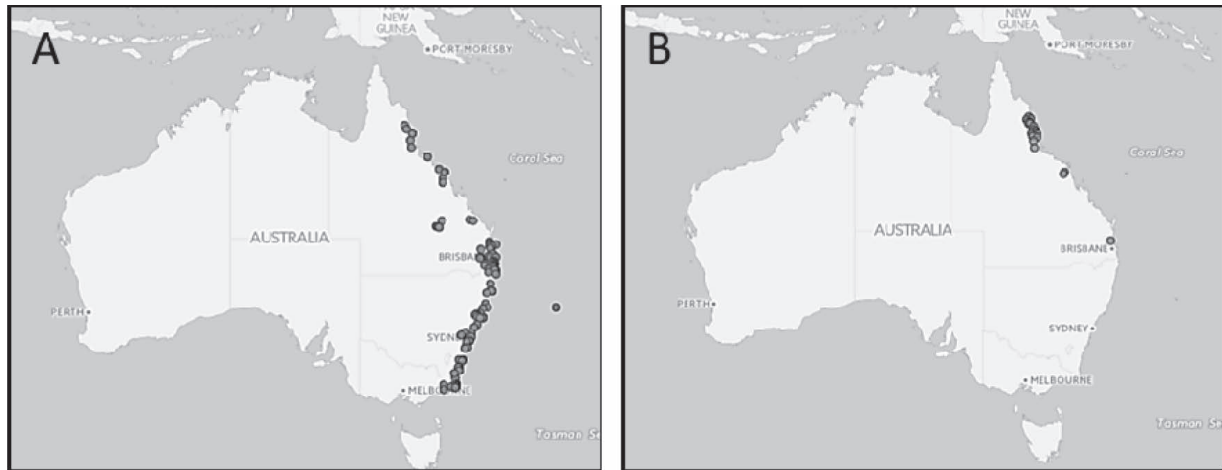 A
NEW
GUINEA
PORT MORESBY
Coral Sea
AUSTRALIA
BRISBANE
PERTH
SYDNEY
MELBOURNE
Tasman Se
B
NEW
GUINEA
PORT MORESBY
Coral Sea
AUSTRALIA
BRISBANE
PERTH
SYDNEY
MELBOURNE
Tasman Se